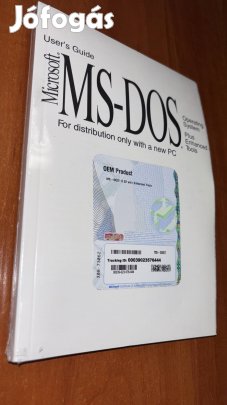 Jófogás
User's Guide
Microsoft®
MS-DOS
Operating
System
Plus
Enhanced
Tools
For distribution only with a new PC
OEM Product
Tracking ID: 00039023576444